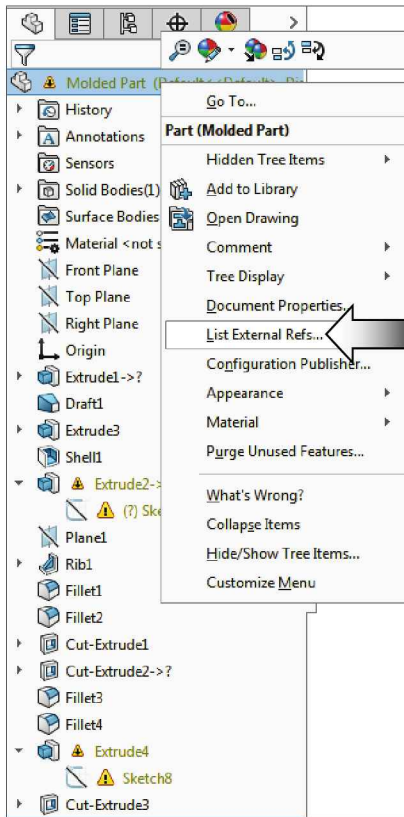 Molded Part (Default<<Default>_Dis
History
Annotations
Sensors
Solid Bodies(1)
Surface Bodies
Material <not s
Front Plane
Top Plane
Right Plane
Origin
Extrude1->?
Draft1
Extrude3
Shell1
Extrude2->
(?) Ske
Plane1
Rib1
Fillet1
Fillet2
Cut-Extrude1
Cut-Extrude2->?
Fillet3
Fillet4
Extrude4
Sketch8
Cut-Extrude3
Go To...
Part (Molded Part)
Hidden Tree Items
Add to Library
Open Drawing
Comment
Tree Display
Document Properties...
List External Refs...
Configuration Publisher...
Appearance
Material
Purge Unused Features...
What's Wrong?
Collapse Items
Hide/Show Tree Items...
Customize Menu